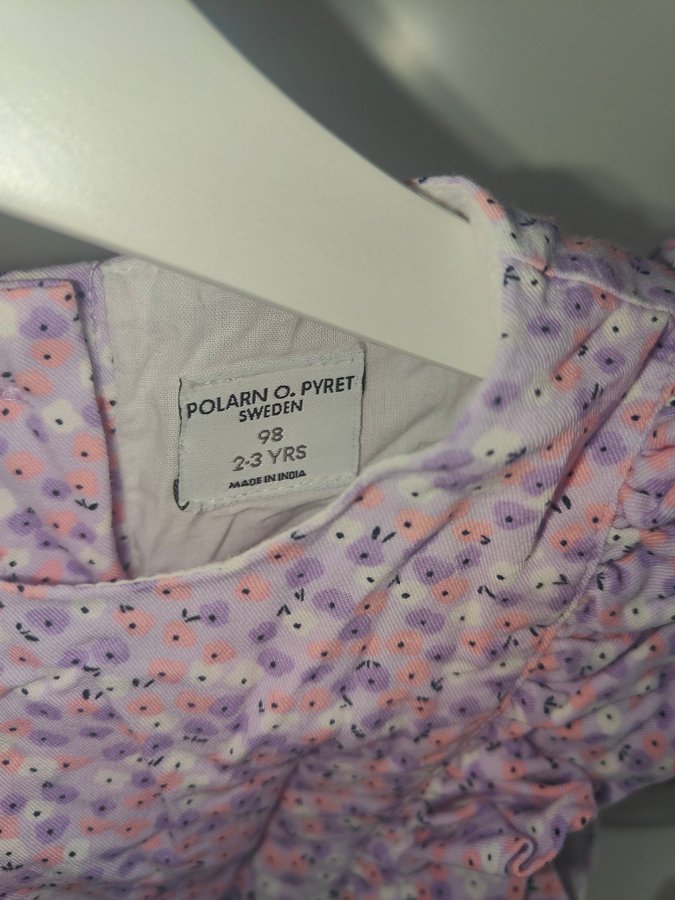 POLARN O. PYRET
SWEDEN
98
2-3 YRS
MADE IN INDIA